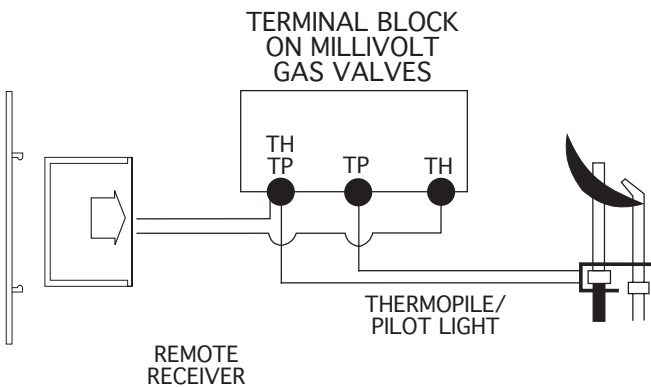 TERMINAL BLOCK
ON MILLIVOLT
GAS VALVES
TH
TP TP TH
THERMOPILE/
PILOT LIGHT
REMOTE
RECEIVER